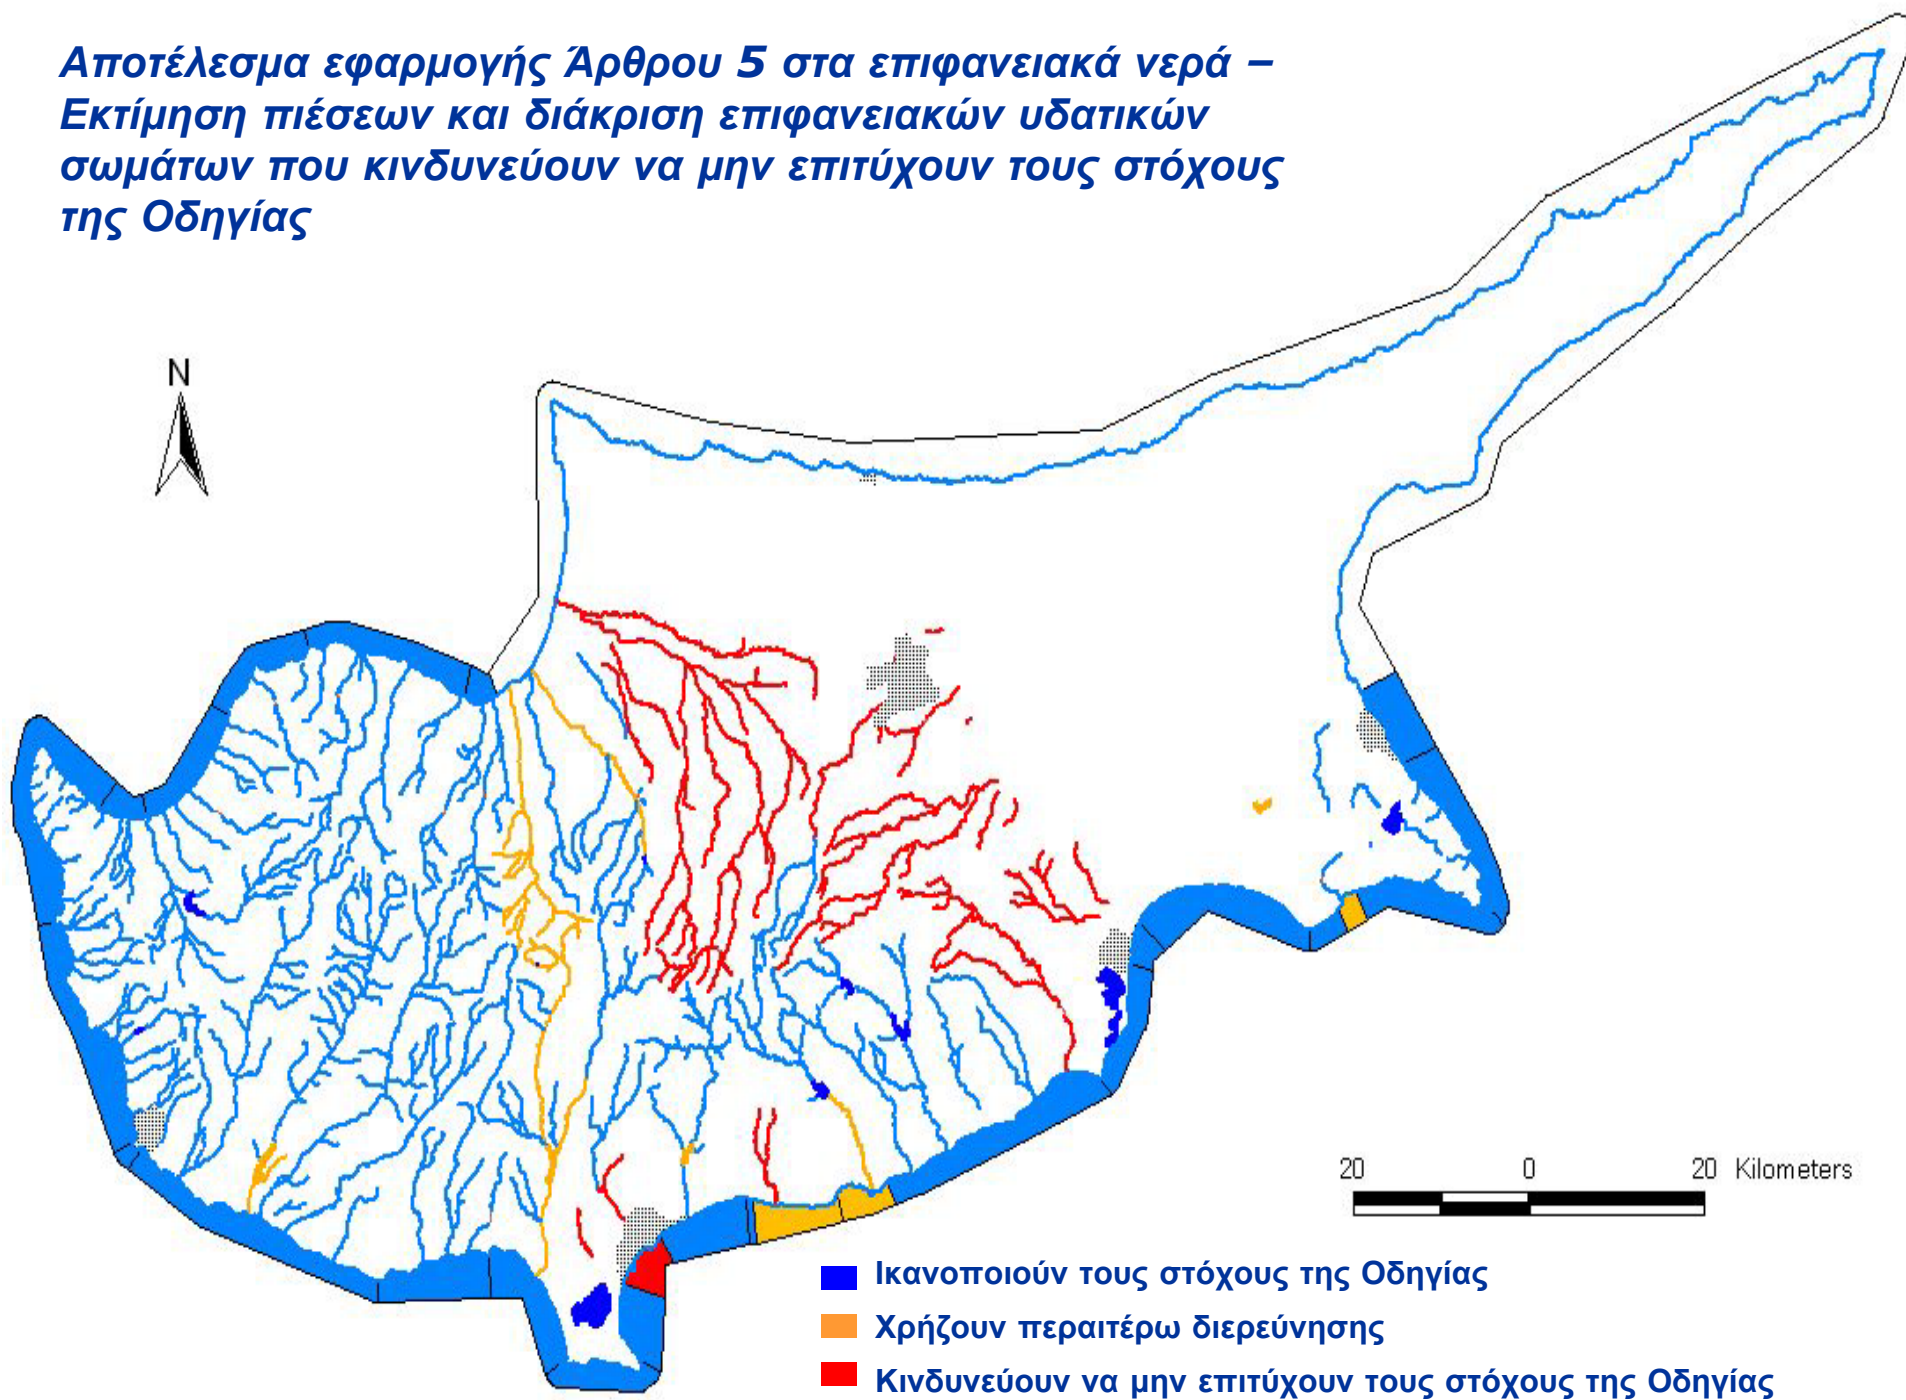 Αποτέλεσμα εφαρμογής Άρθρου 5 στα επιφανειακά νερά –
Εκτίμηση πιέσεων και διάκριση επιφανειακών υδατικών
σωμάτων που κινδυνεύουν να μην επιτύχουν τους στόχους
της Οδηγίας
N
20 0 20 Kilometers
Ικανοποιούν τους στόχους της Οδηγίας
Χρήζουν περαιτέρω διερεύνησης
Κινδυνεύουν να μην επιτύχουν τους στόχους της Οδηγίας